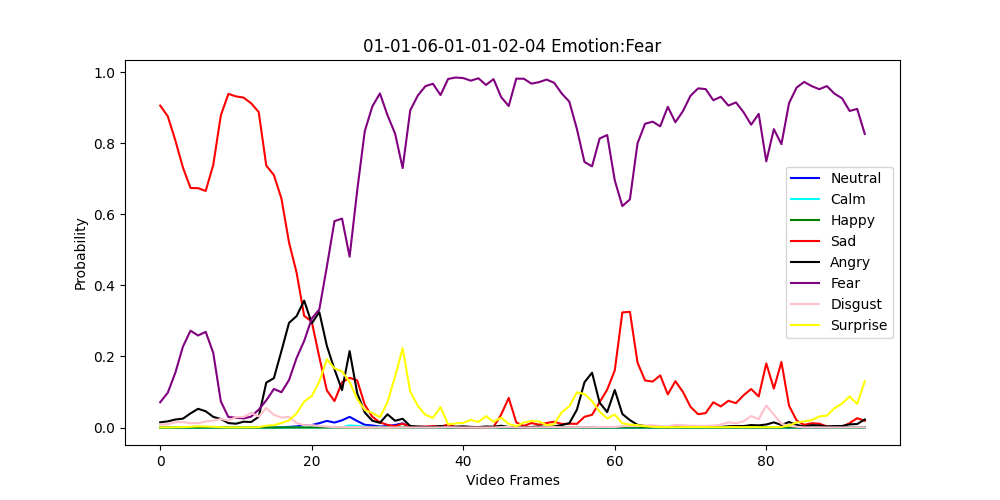 01-01-06-01-01-02-04 Emotion:Fear
1.0
0.8
0.6
0.4
0.2
0.0
Probability
0
20
40
60
80
Video Frames
Neutral
Calm
Happy
Sad
Angry
Fear
Disgust
Surprise